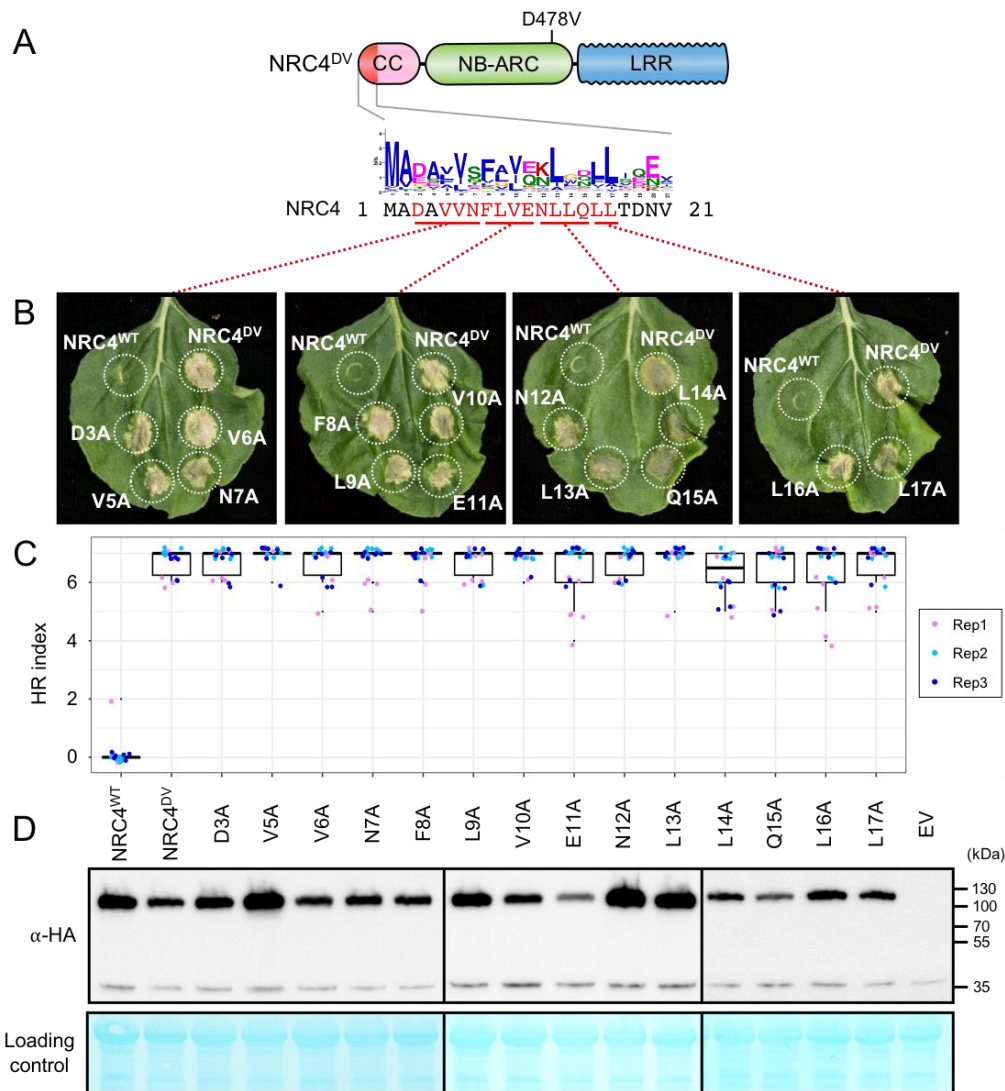 A
D478V
NRC4DV
CC
NB-ARC
LRR
NRC4 1 MADAVVNFLVENLLQLLTDNV 21
B
NRC4WT
NRC4DV
D3A
V6A
V5A
N7A
NRC4WT
NRC4DV
V10A
F8A
L9A
E11A
NRC4WT
NRC4DV
N12A
L14A
L13A
Q15A
NRC4WT
NRC4DV
L16A
L17A
C
HR index
6
4
2
0
Rep1
Rep2
Rep3
D
NRC4WT
NRC4DV
D3A
V5A
V6A
N7A
F8A
L9A
V10A
E11A
N12A
L13A
L14A
Q15A
L16A
L17A
EV
(kDa)
α-HA
130
100
70
55
35
Loading
control